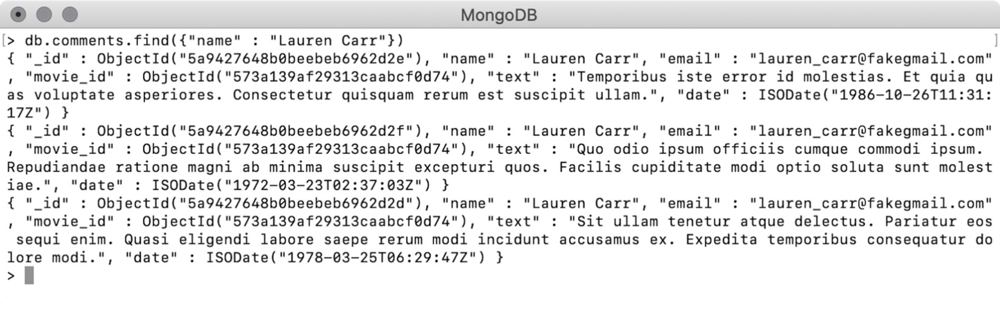 MongoDB
[> db.comments.find({"name" : "Lauren Carr"}) ]
{ "_id" : ObjectId("5a9427648b0beebeb6962d2e"), "name" : "Lauren Carr", "email" : "lauren_carr@fakegmail.com"
, "movie_id" : ObjectId("573a139af29313caabcf0d74"), "text" : "Temporibus iste error id molestias. Et quia qu
as voluptate asperiores. Consectetur quisquam rerum est suscipit ullam.", "date" : ISODate("1986-10-26T11:31:
17Z") }
{ "_id" : ObjectId("5a9427648b0beebeb6962d2f"), "name" : "Lauren Carr", "email" : "lauren_carr@fakegmail.com"
, "movie_id" : ObjectId("573a139af29313caabcf0d74"), "text" : "Quo odio ipsum officiis cumque commodi ipsum.
Repudiandae ratione magni ab minima suscipit excepturi quos. Facilis cupiditate modi optio soluta sunt molest
iae.", "date" : ISODate("1972-03-23T02:37:03Z") }
{ "_id" : ObjectId("5a9427648b0beebeb6962d2d"), "name" : "Lauren Carr", "email" : "lauren_carr@fakegmail.com"
, "movie_id" : ObjectId("573a139af29313caabcf0d74"), "text" : "Sit ullam tenetur atque delectus. Pariatur eos
 sequi enim. Quasi eligendi labore saepe rerum modi incidunt accusamus ex. Expedita temporibus consequatur do
lore modi.", "date" : ISODate("1978-03-25T06:29:47Z") }
>